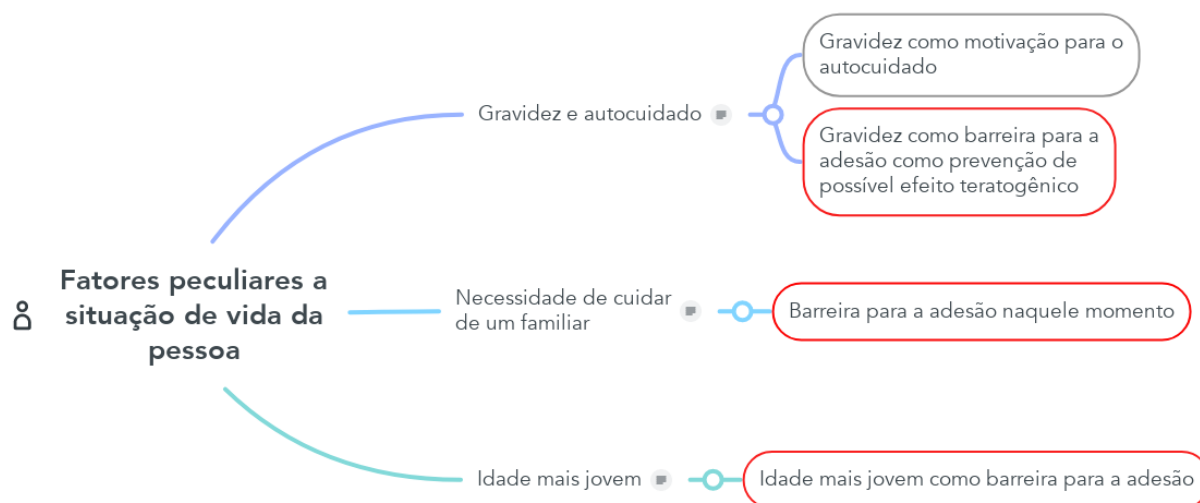 Fatores peculiares a
situação de vida da
pessoa
Gravidez e autocuidado
Gravidez como motivação para o
autocuidado
Gravidez como barreira para a
adesão como prevenção de
possível efeito teratogênico
Necessidade de cuidar
de um familiar
Barreira para a adesão naquele momento
Idade mais jovem
Idade mais jovem como barreira para a adesão